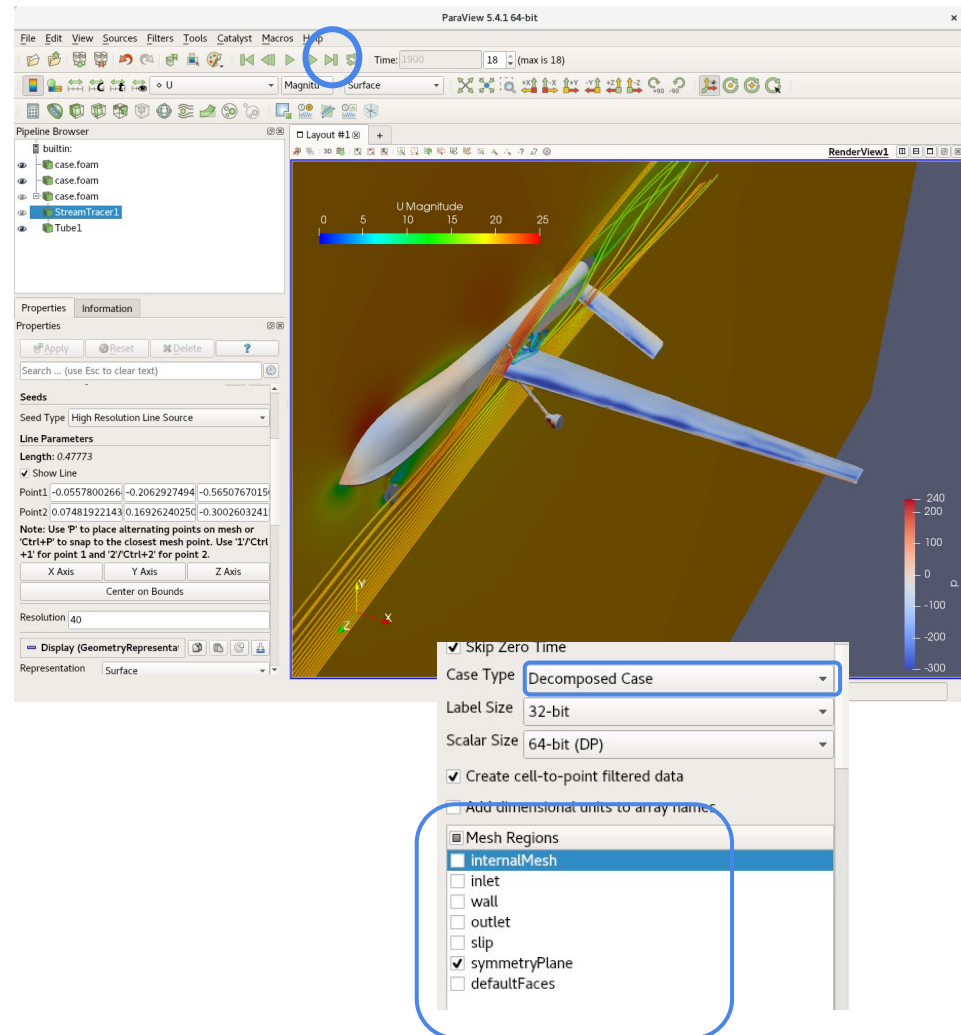 ParaView 5.4.1 64-bit
×
File Edit View Sources Filters Tools Catalyst Macros Help
Time: 1900 18 (max is 18)
U Magnitu Surface
+X -X +Y -Y +Z -Z +90 -90
Pipeline Browser
Layout #1 +
builtin:
3D
RenderView1
case.foam
case.foam
case.foam
StreamTracer1
Tube1
U Magnitude
0 5 10 15 20 25
Properties Information
Properties
Apply Reset Delete ?
Search ... (use Esc to clear text)
Seeds
Seed Type High Resolution Line Source
Line Parameters
Length: 0.47773
Show Line
Point1 -0.0557800266 -0.2062927494 -0.5650767015
Point2 0.07481922143 0.16926240250 -0.3002603241
Note: Use 'P' to place alternating points on mesh or
'Ctrl+P' to snap to the closest mesh point. Use '1'/'Ctrl
+1' for point 1 and '2'/'Ctrl+2' for point 2.
X Axis Y Axis Z Axis
Center on Bounds
Resolution 40
Display (GeometryRepresenta
Representation Surface
Y
X
Z
240
200
100
0
-100
-200
-300
p
Skip Zero Time
Case Type Decomposed Case
Label Size 32-bit
Scalar Size 64-bit (DP)
Create cell-to-point filtered data
Add dimensional units to array names
Mesh Regions
internalMesh
inlet
wall
outlet
slip
symmetryPlane
defaultFaces